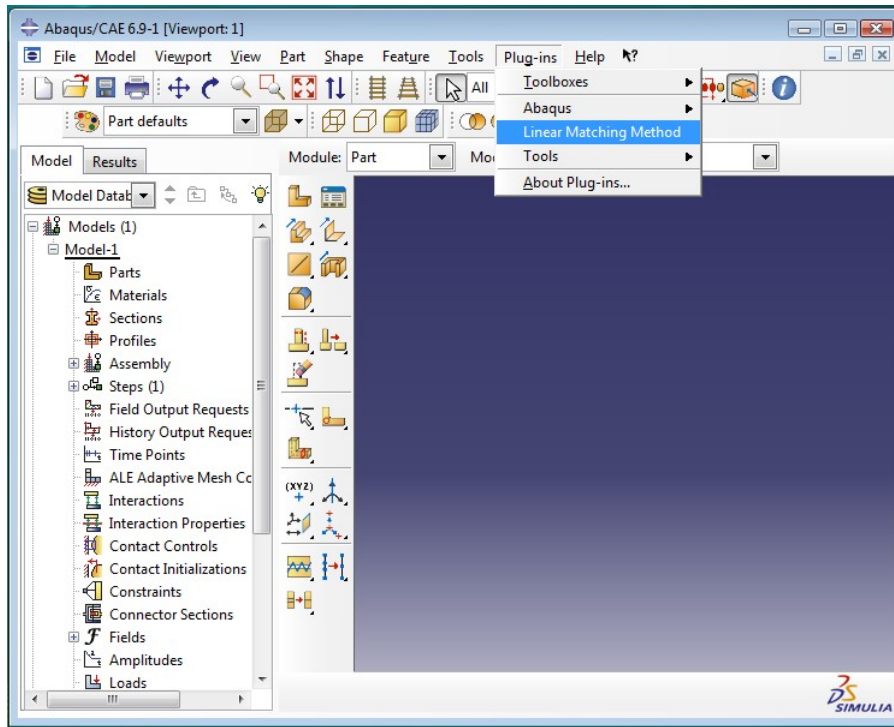 Abaqus/CAE 6.9-1 [Viewport: 1]
File Model Viewport View Part Shape Feature Tools Plug-ins Help
All
Toolboxes
Abaqus
Linear Matching Method
Tools
About Plug-ins...
Part defaults
Model Results
Module: Part
Model Datab
Models (1)
Model-1
Parts
Materials
Sections
Profiles
Assembly
Steps (1)
Field Output Requests
History Output Reques
Time Points
ALE Adaptive Mesh Co
Interactions
Interaction Properties
Contact Controls
Contact Initializations
Constraints
Connector Sections
Fields
Amplitudes
Loads
(XYZ)
SIMULIA